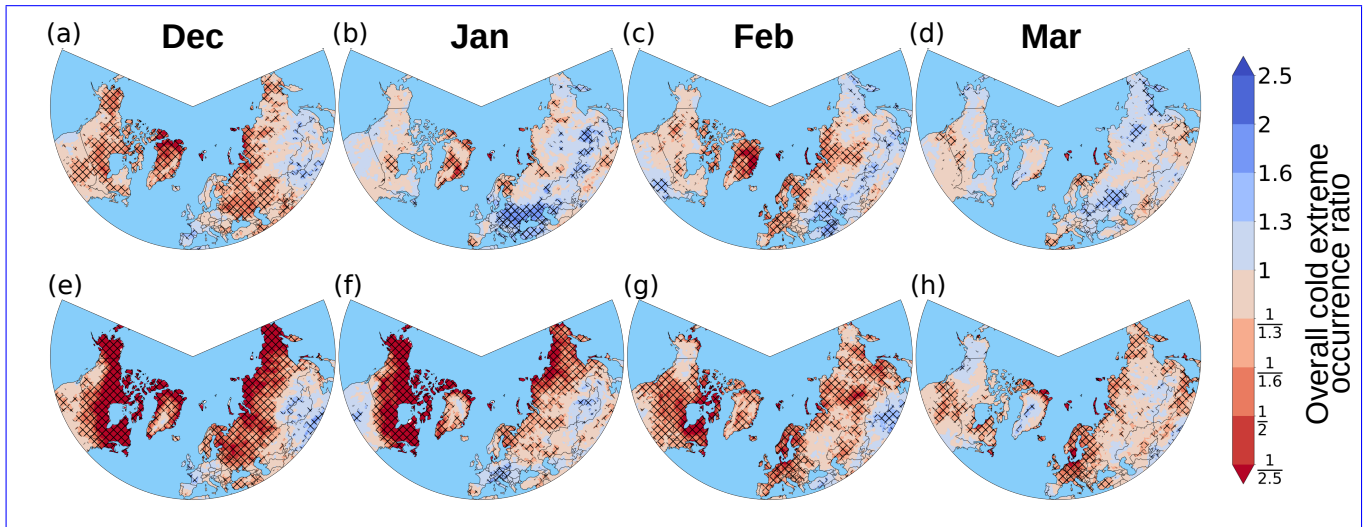 (a) Dec (b) Jan (c) Feb (d) Mar
(e) (f) (g) (h)
2.5
2
1.6
1.3
1
1/1.3
1/1.6
1/2
1/2.5
Overall cold extreme
occurrence ratio